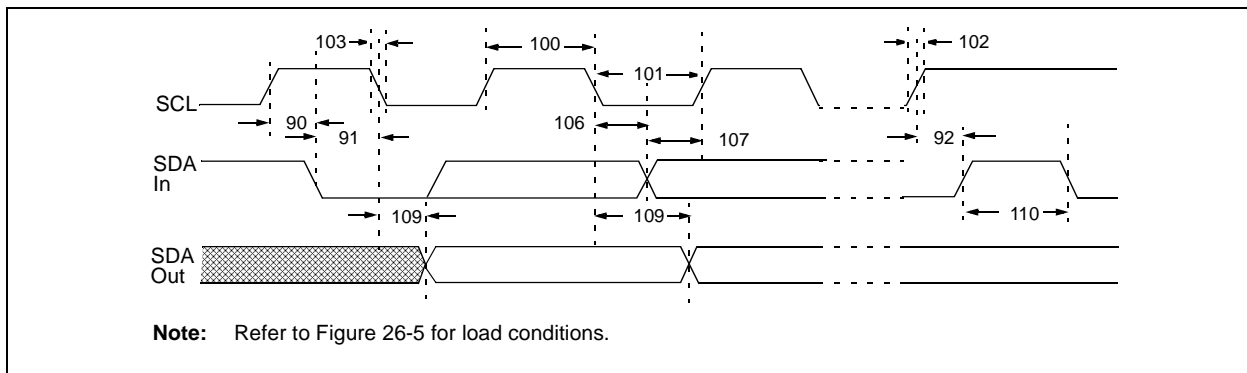 103
100
102
101
SCL
90
91
106
107
92
SDA
In
109
109
110
SDA
Out
Note: Refer to Figure 26-5 for load conditions.